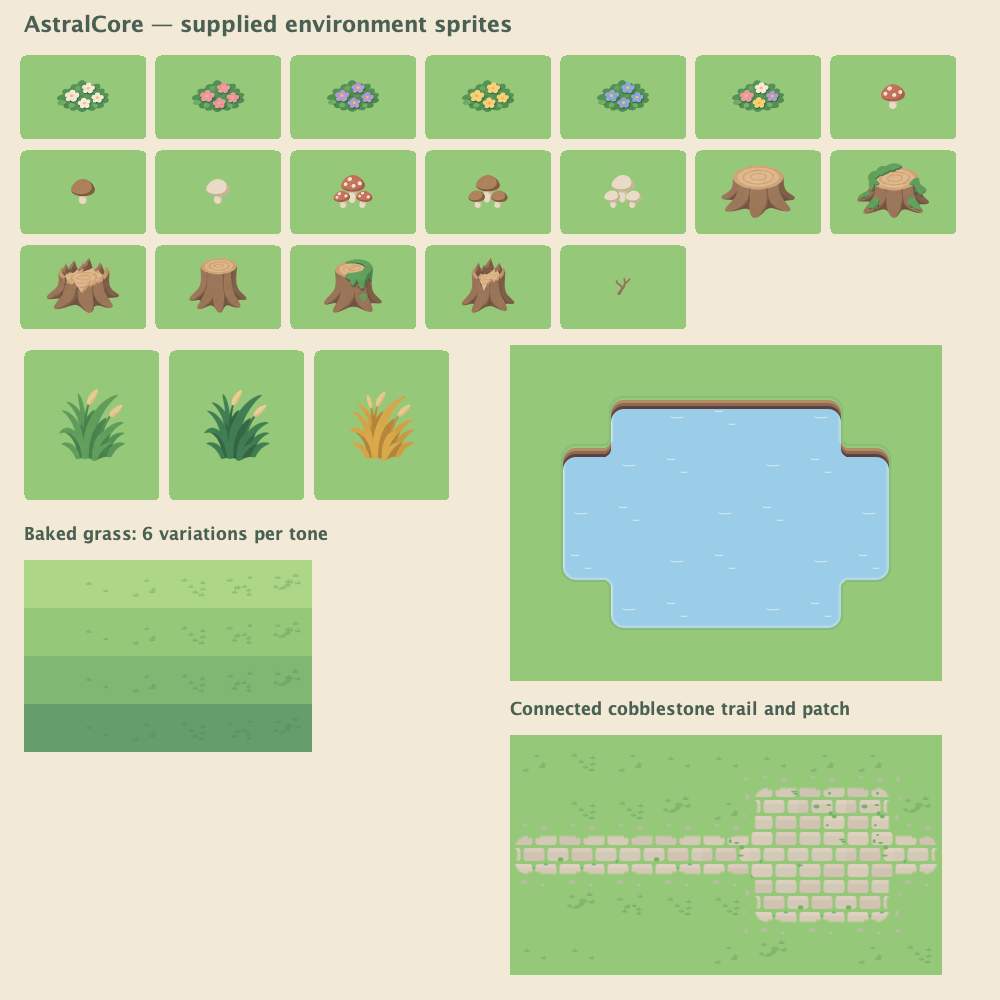 AstralCore — supplied environment sprites
Baked grass: 6 variations per tone
Connected cobblestone trail and patch